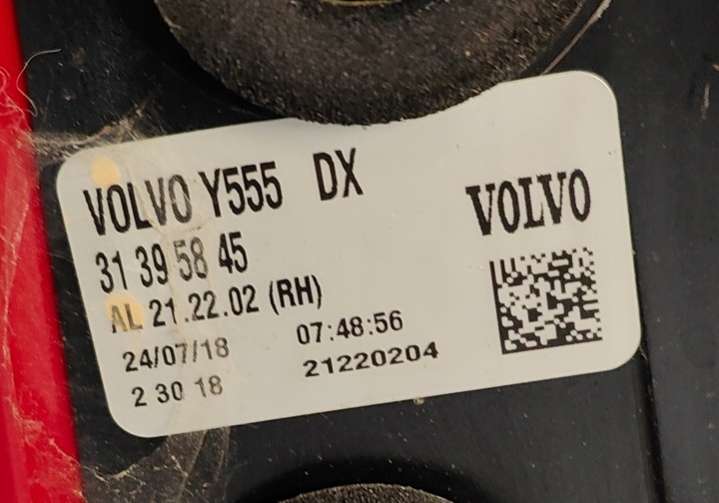 VOLVO Y555 DX
31 39 58 45
AL 21.22.02 (RH)
24/07/18 07:48:56
2 30 18 21220204
VOLVO